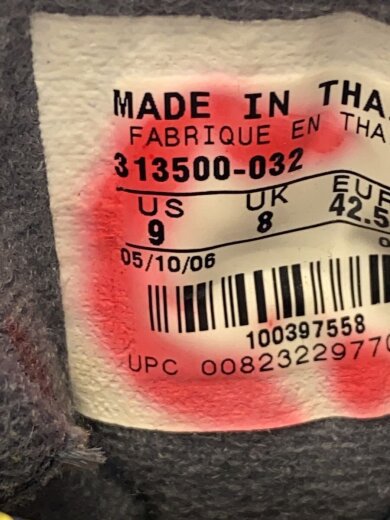 MADE IN THA
FABRIQUE EN THA
313500-032
US UK EUR
9 8 42.5
05/10/06
100397558
UPC 00823229770